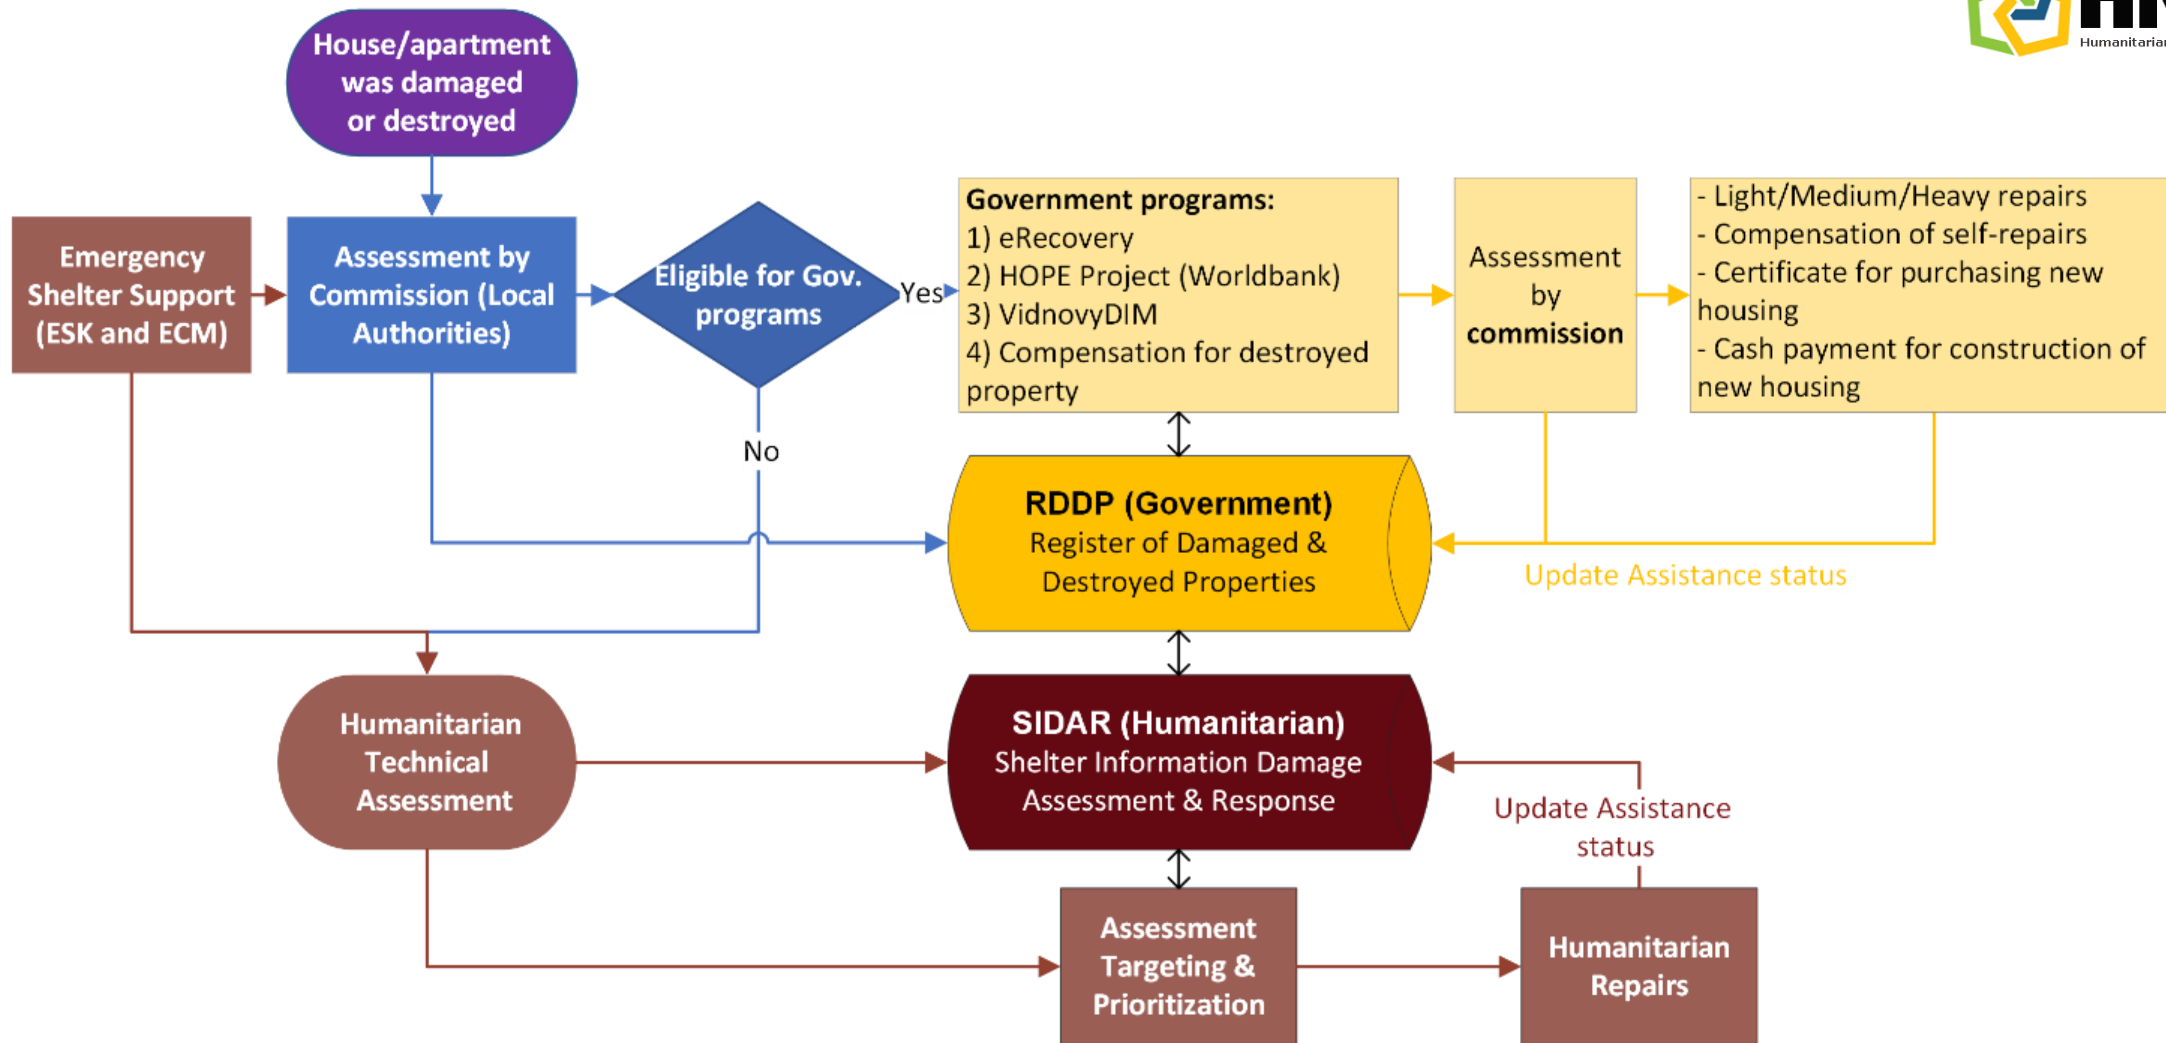 House/apartment
was damaged
or destroyed
Emergency
Shelter Support
(ESK and ECM)
Assessment by
Commission (Local
Authorities)
Eligible for Gov.
programs
Yes
No
Government programs:
1) eRecovery
2) HOPE Project (Worldbank)
3) VidnovyDIM
4) Compensation for destroyed
property
Assessment
by
commission
- Light/Medium/Heavy repairs
- Compensation of self-repairs
- Certificate for purchasing new
housing
- Cash payment for construction of
new housing
RDDP (Government)
Register of Damaged &
Destroyed Properties
Update Assistance status
Humanitarian
Technical
Assessment
SIDAR (Humanitarian)
Shelter Information Damage
Assessment & Response
Update Assistance
status
Assessment
Targeting &
Prioritization
Humanitarian
Repairs
Humanitarian